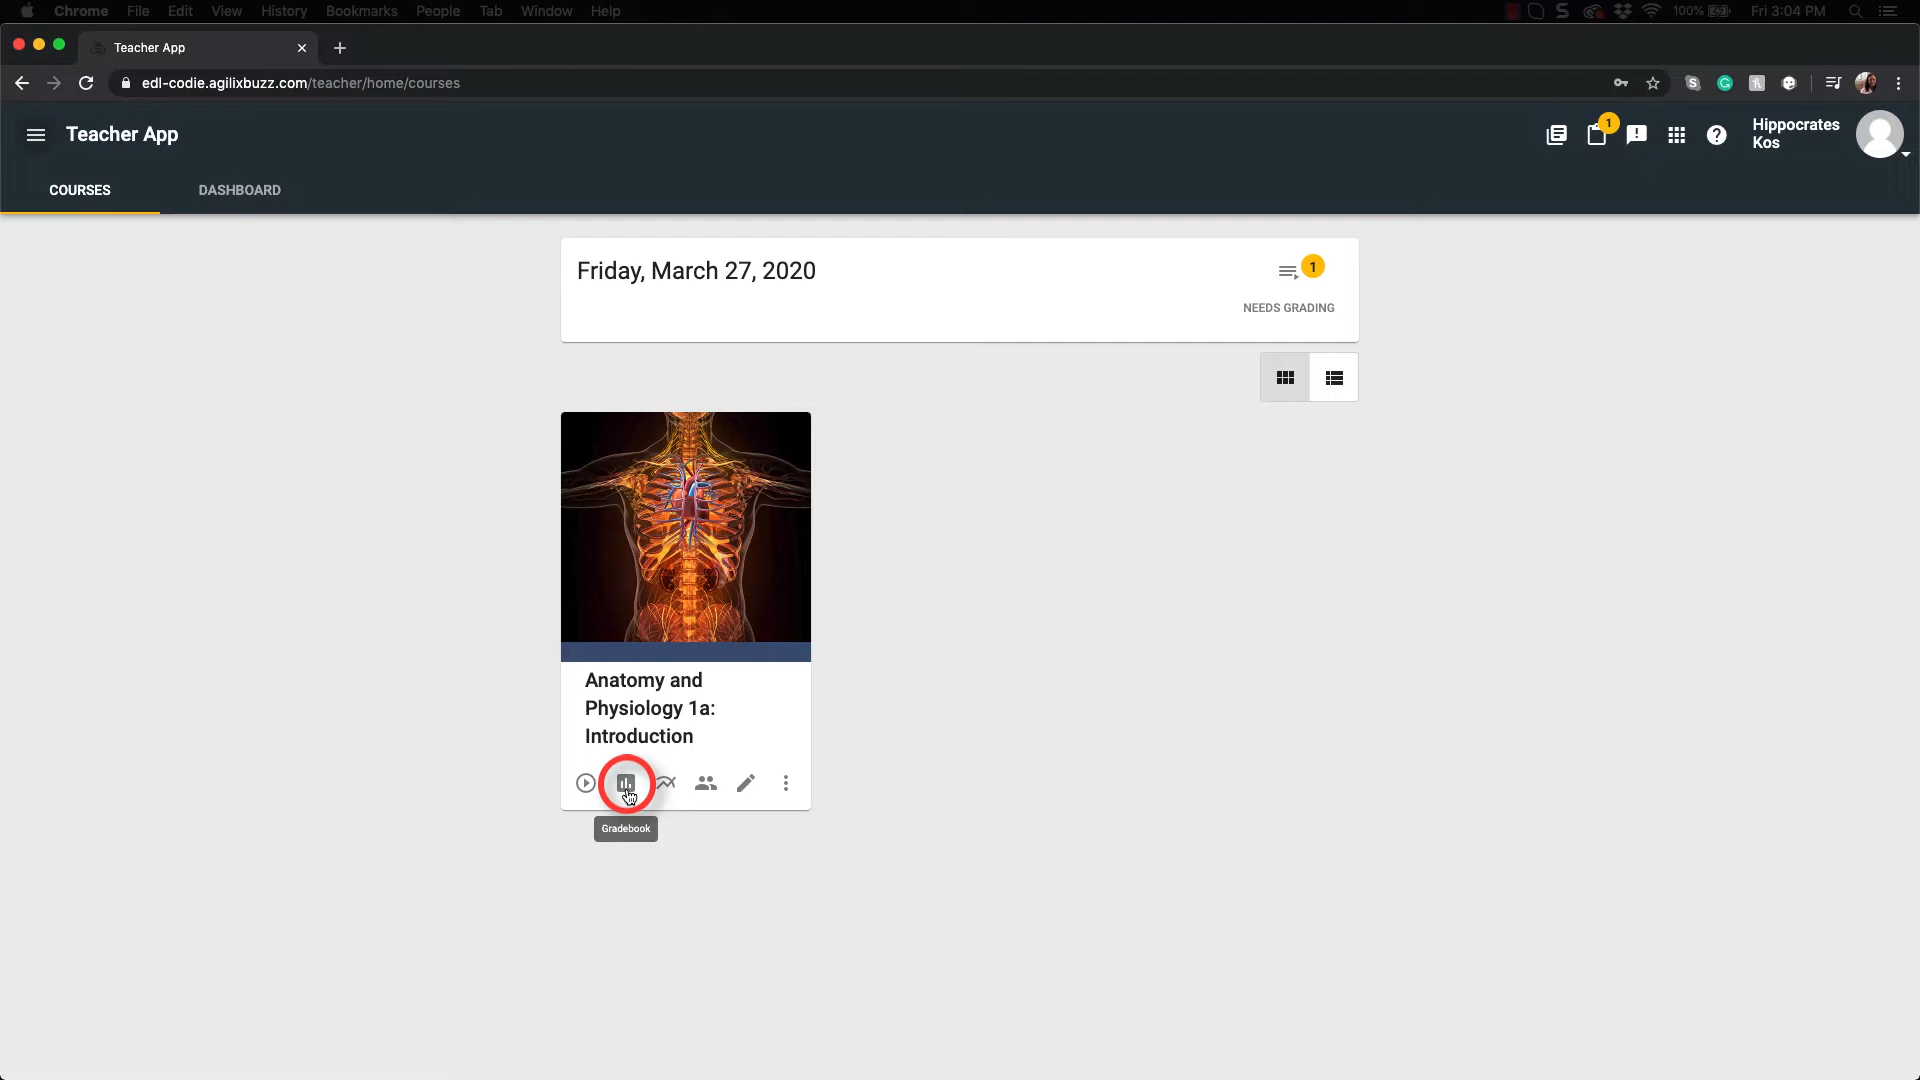 Chrome File Edit View History Bookmarks People Tab Window Help 100% Fri 3:04 PM
Teacher App
edl-codie.agilixbuzz.com/teacher/home/courses
Teacher App
1
Hippocrates
Kos
COURSES DASHBOARD
Friday, March 27, 2020
1
NEEDS GRADING
Anatomy and
Physiology 1a:
Introduction
Gradebook